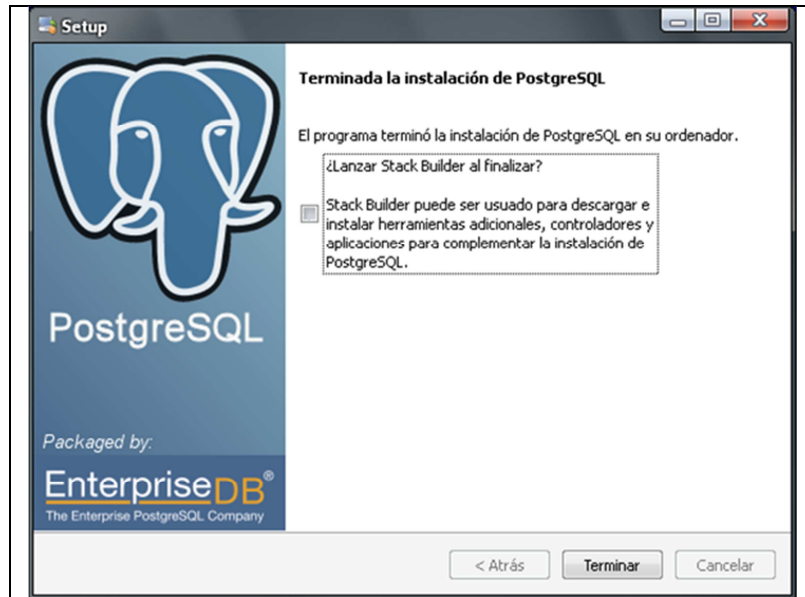 Setup
Terminada la instalación de PostgreSQL
El programa terminó la instalación de PostgreSQL en su ordenador.
¿Lanzar Stack Builder al finalizar?
Stack Builder puede ser usado para descargar e
instalar herramientas adicionales, controladores y
aplicaciones para complementar la instalación de
PostgreSQL.
PostgreSQL
Packaged by:
EnterpriseDB®
The Enterprise PostgreSQL Company
< Atrás
Terminar
Cancelar